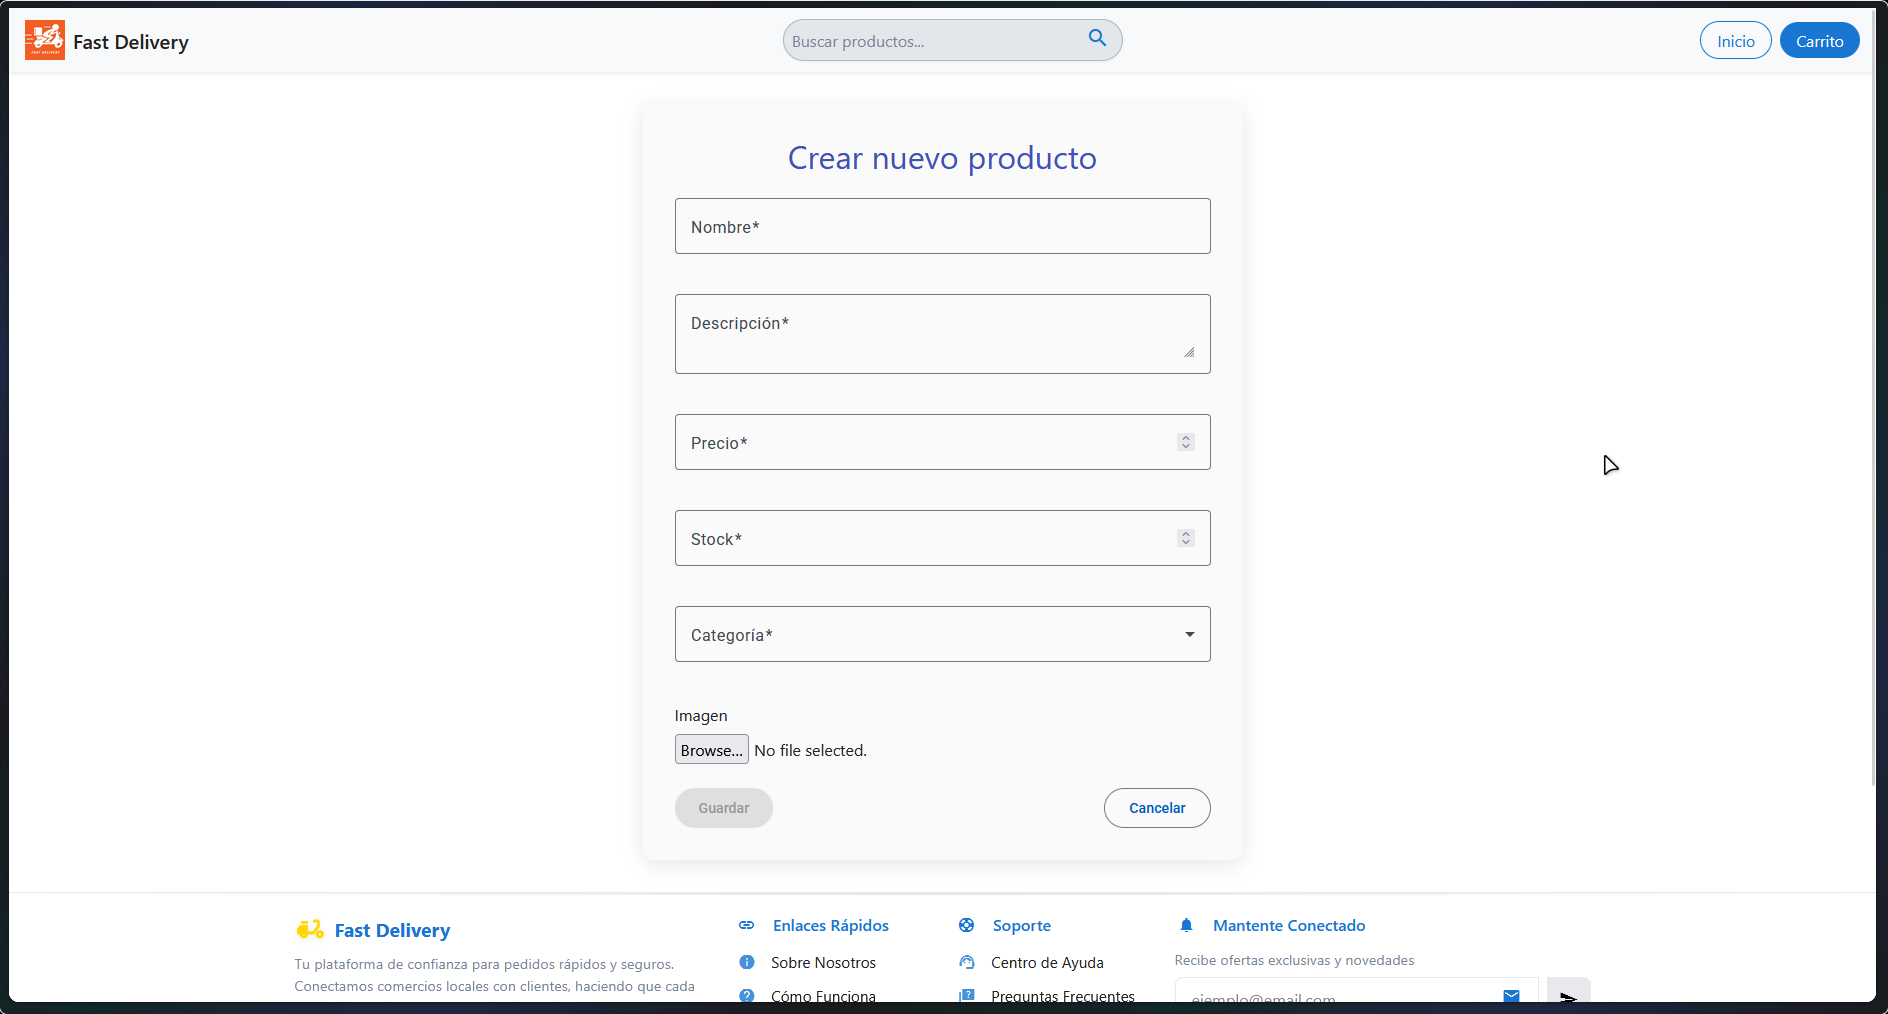 Fast Delivery
Buscar productos...
Inicio
Carrito
Crear nuevo producto
Nombre*
Descripción*
Precio*
Stock*
Categoría*
Imagen
Browse... No file selected.
Guardar
Cancelar
Fast Delivery
Tu plataforma de confianza para pedidos rápidos y seguros.
Conectamos comercios locales con clientes, haciendo que cada
Enlaces Rápidos
Sobre Nosotros
Cómo Funciona
Soporte
Centro de Ayuda
Preguntas Frecuentes
Mantente Conectado
Recibe ofertas exclusivas y novedades
ejemplo@email.com